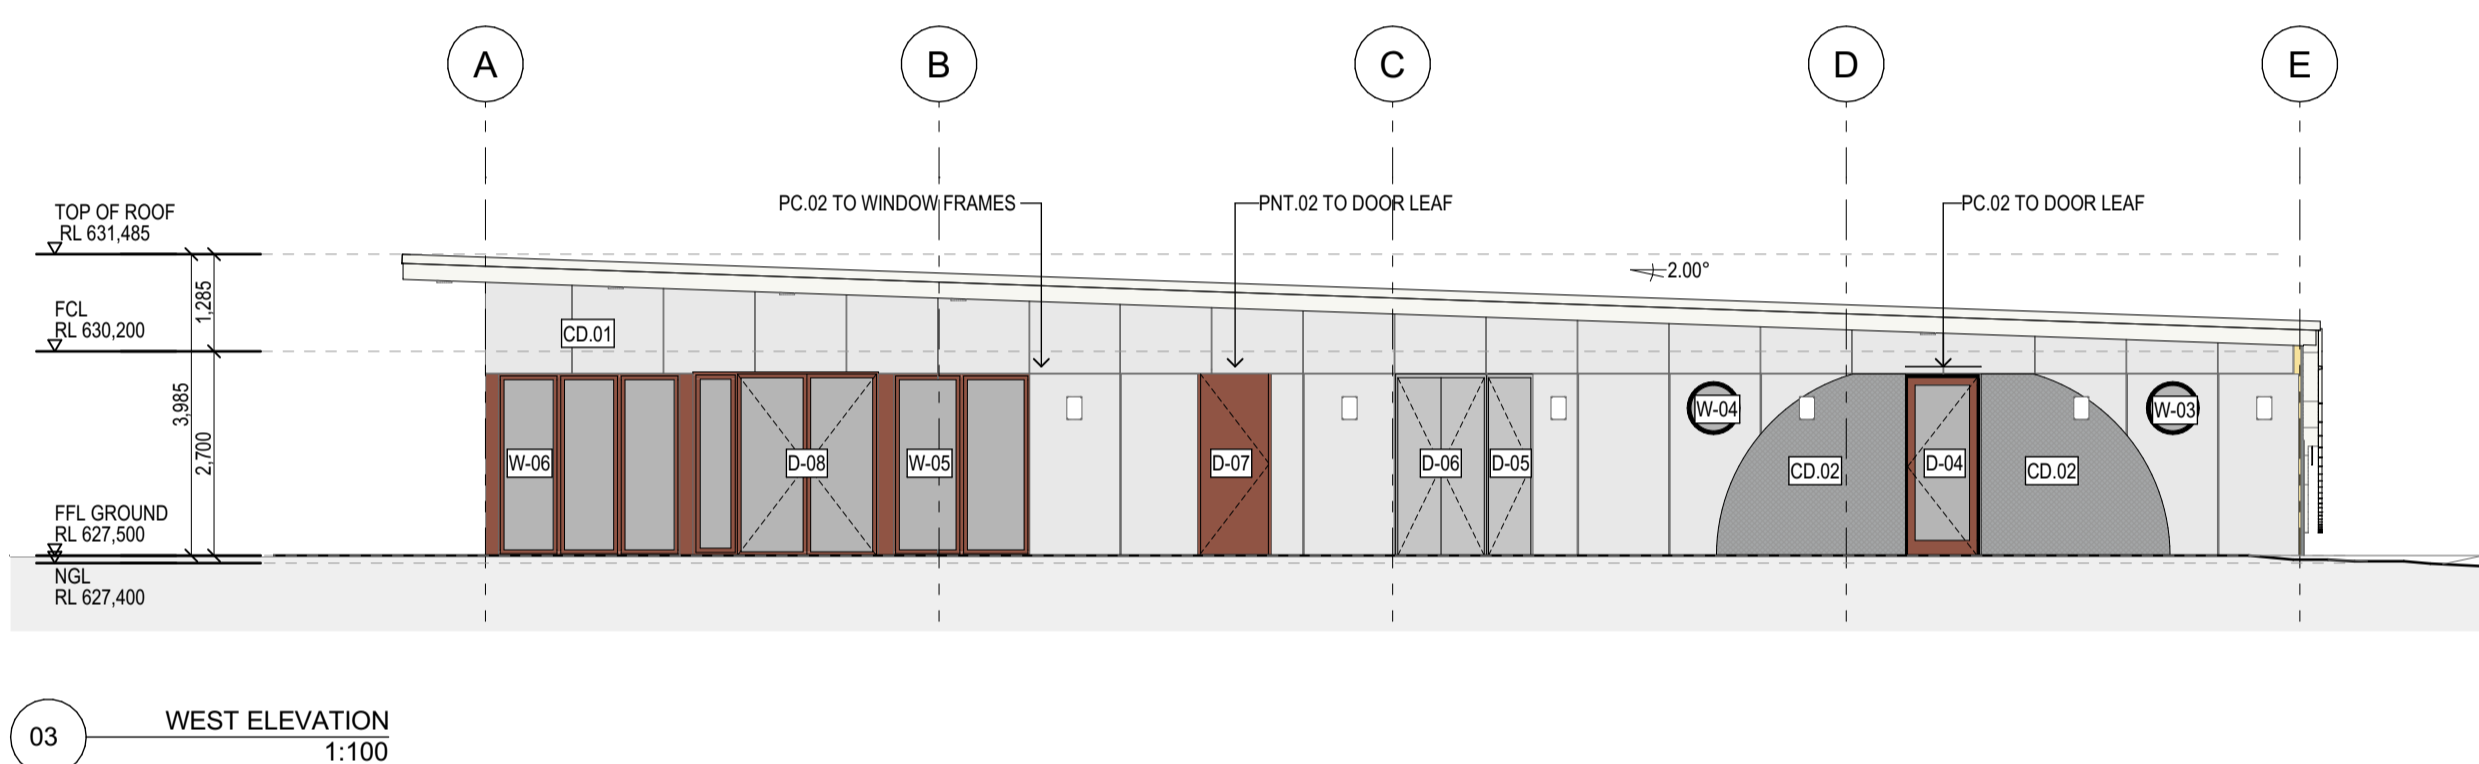 A
B
C
D
E
TOP OF ROOF
RL 631,485
PC.02 TO WINDOW FRAMES
PNT.02 TO DOOR LEAF
PC.02 TO DOOR LEAF
2.00°
1,285
FCL
RL 630,200
CD.01
3,985
2,700
W-06
D-08
W-05
D-07
D-06
D-05
W-04
CD.02
D-04
CD.02
W-03
FFL GROUND
RL 627,500
NGL
RL 627,400
03
WEST ELEVATION
1:100